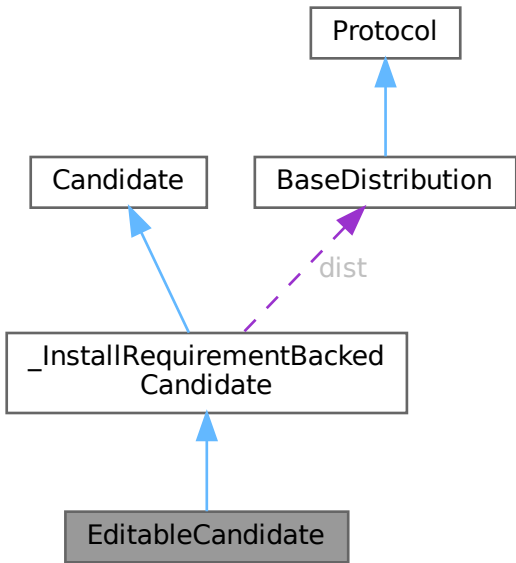 Protocol
Candidate
BaseDistribution
dist
_InstallRequirementBacked
Candidate
EditableCandidate